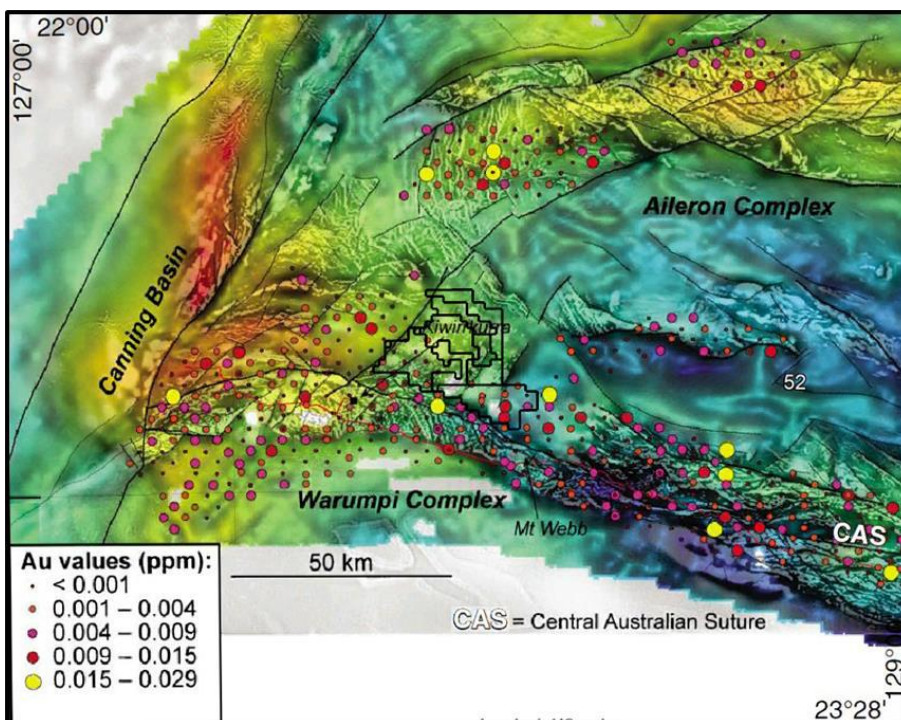 22°00'
127°00'
Canning Basin
Aileron Complex
Kiwirrkurra
52
Warumpi Complex
Mt Webb
CAS
50 km
CAS = Central Australian Suture
Au values (ppm):
< 0.001
0.001 – 0.004
0.004 – 0.009
0.009 – 0.015
0.015 – 0.029
23°28'